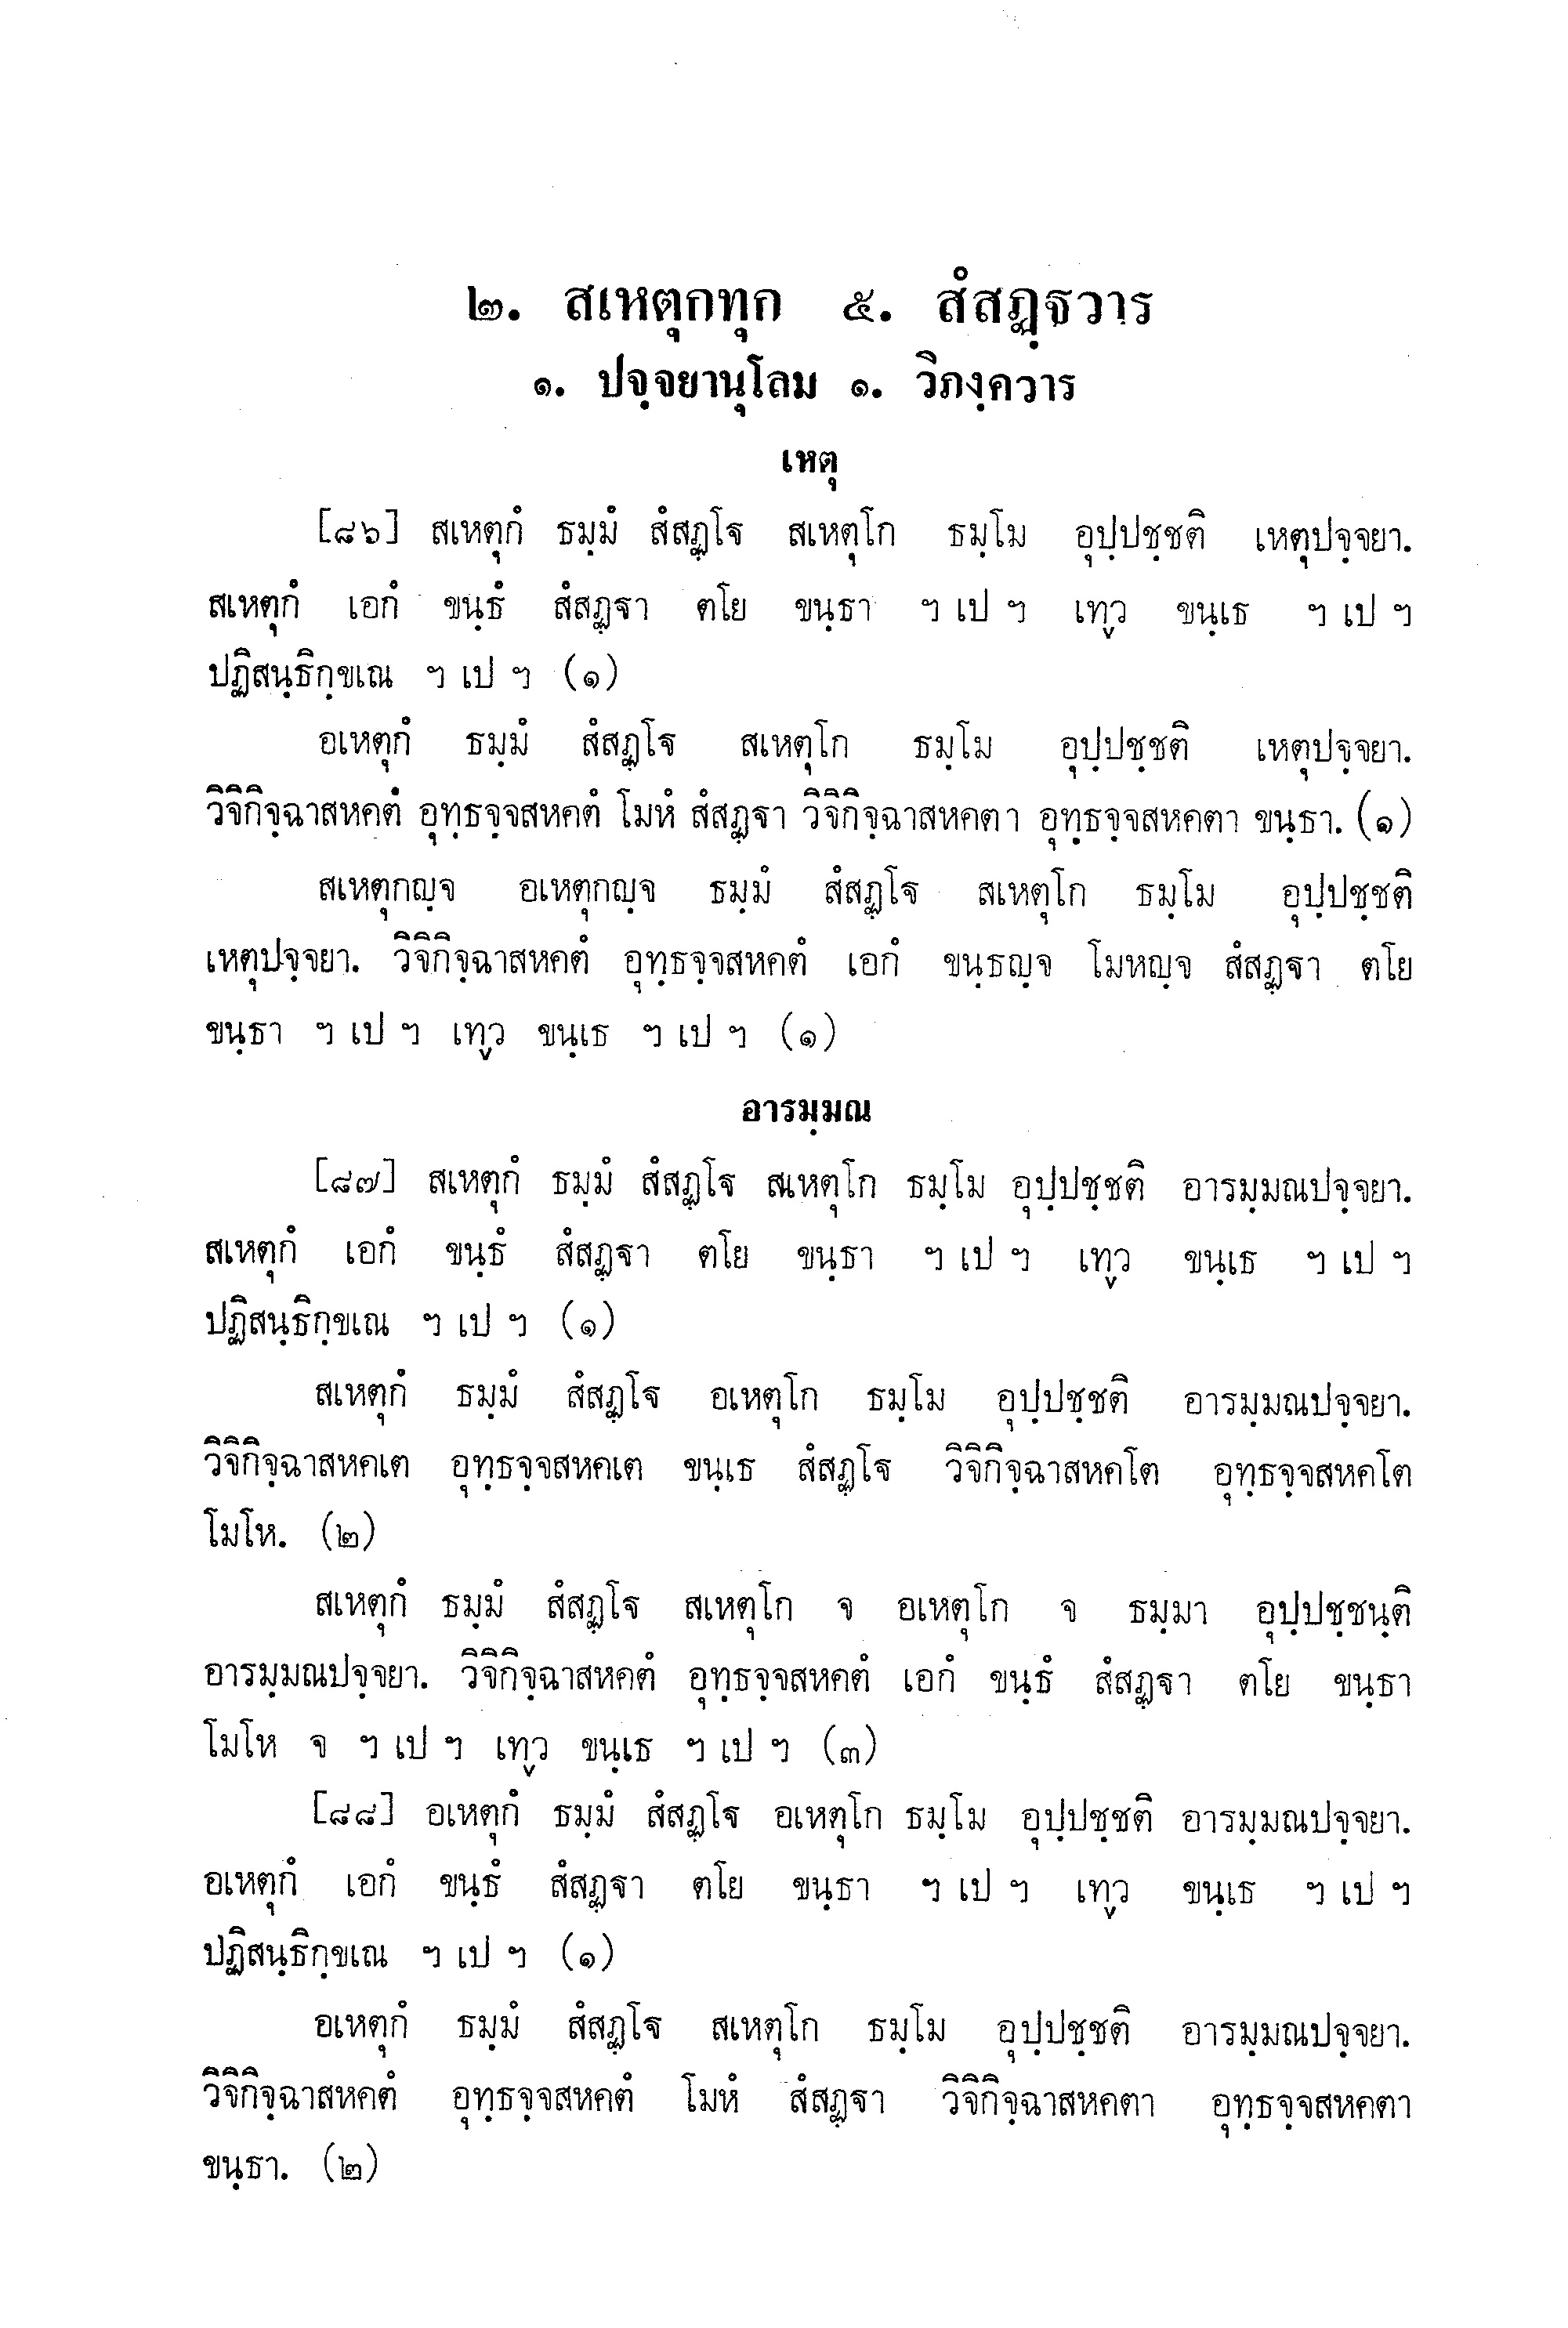 ๒. สเหตุกทุก ๕. สํสฏฺฐวาร
๑. ปจฺจยานุโลม ๑. วิภงฺควาร
เหตุ
[๘๖] สเหตุกํ ธมฺมํ สํสฏฺโฐ สเหตุโก ธมฺโม อุปฺปชฺชติ เหตุปจฺจยา.
สเหตุกํ เอกํ ขนฺธํ สํสฏฺฐา ตโย ขนฺธา ฯ เป ฯ เทฺว ขนฺเธ ฯ เป ฯ
ปฏิสนฺธิกฺขเณ ฯ เป ฯ (๑)
อเหตุกํ ธมฺมํ สํสฏฺโฐ สเหตุโก ธมฺโม อุปฺปชฺชติ เหตุปจฺจยา.
วิจิกิจฺฉาสหคตํ อุทฺธจฺจสหคตํ โมหํ สํสฏฺฐา วิจิกิจฺฉาสหคตา อุทฺธจฺจสหคตา ขนฺธา. (๑)
สเหตุกญฺจ อเหตุกญฺจ ธมฺมํ สํสฏฺโฐ สเหตุโก ธมฺโม อุปฺปชฺชติ
เหตุปจฺจยา. วิจิกิจฺฉาสหคตํ อุทฺธจฺจสหคตํ เอกํ ขนฺธญฺจ โมหญฺจ สํสฏฺฐา ตโย
ขนฺธา ฯ เป ฯ เทฺว ขนฺเธ ฯ เป ฯ (๑)
อารมฺมณ
[๘๗] สเหตุกํ ธมฺมํ สํสฏฺโฐ สเหตุโก ธมฺโม อุปฺปชฺชติ อารมฺมณปจฺจยา.
สเหตุกํ เอกํ ขนฺธํ สํสฏฺฐา ตโย ขนฺธา ฯ เป ฯ เทฺว ขนฺเธ ฯ เป ฯ
ปฏิสนฺธิกฺขเณ ฯ เป ฯ (๑)
สเหตุกํ ธมฺมํ สํสฏฺโฐ อเหตุโก ธมฺโม อุปฺปชฺชติ อารมฺมณปจฺจยา.
วิจิกิจฺฉาสหคเต อุทฺธจฺจสหคเต ขนฺเธ สํสฏฺโฐ วิจิกิจฺฉาสหคโต อุทฺธจฺจสหคโต
โมโห. (๒)
สเหตุกํ ธมฺมํ สํสฏฺโฐ สเหตุโก จ อเหตุโก จ ธมฺมา อุปฺปชฺชนฺติ
อารมฺมณปจฺจยา. วิจิกิจฺฉาสหคตํ อุทฺธจฺจสหคตํ เอกํ ขนฺธํ สํสฏฺฐา ตโย ขนฺธา
โมโห จ ฯ เป ฯ เทฺว ขนฺเธ ฯ เป ฯ (๓)
[๘๘] อเหตุกํ ธมฺมํ สํสฏฺโฐ อเหตุโก ธมฺโม อุปฺปชฺชติ อารมฺมณปจฺจยา.
อเหตุกํ เอกํ ขนฺธํ สํสฏฺฐา ตโย ขนฺธา ฯ เป ฯ เทฺว ขนฺเธ ฯ เป ฯ
ปฏิสนฺธิกฺขเณ ฯ เป ฯ (๑)
อเหตุกํ ธมฺมํ สํสฏฺโฐ สเหตุโก ธมฺโม อุปฺปชฺชติ อารมฺมณปจฺจยา.
วิจิกิจฺฉาสหคตํ อุทฺธจฺจสหคตํ โมหํ สํสฏฺฐา วิจิกิจฺฉาสหคตา อุทฺธจฺจสหคตา
ขนฺธา. (๒)